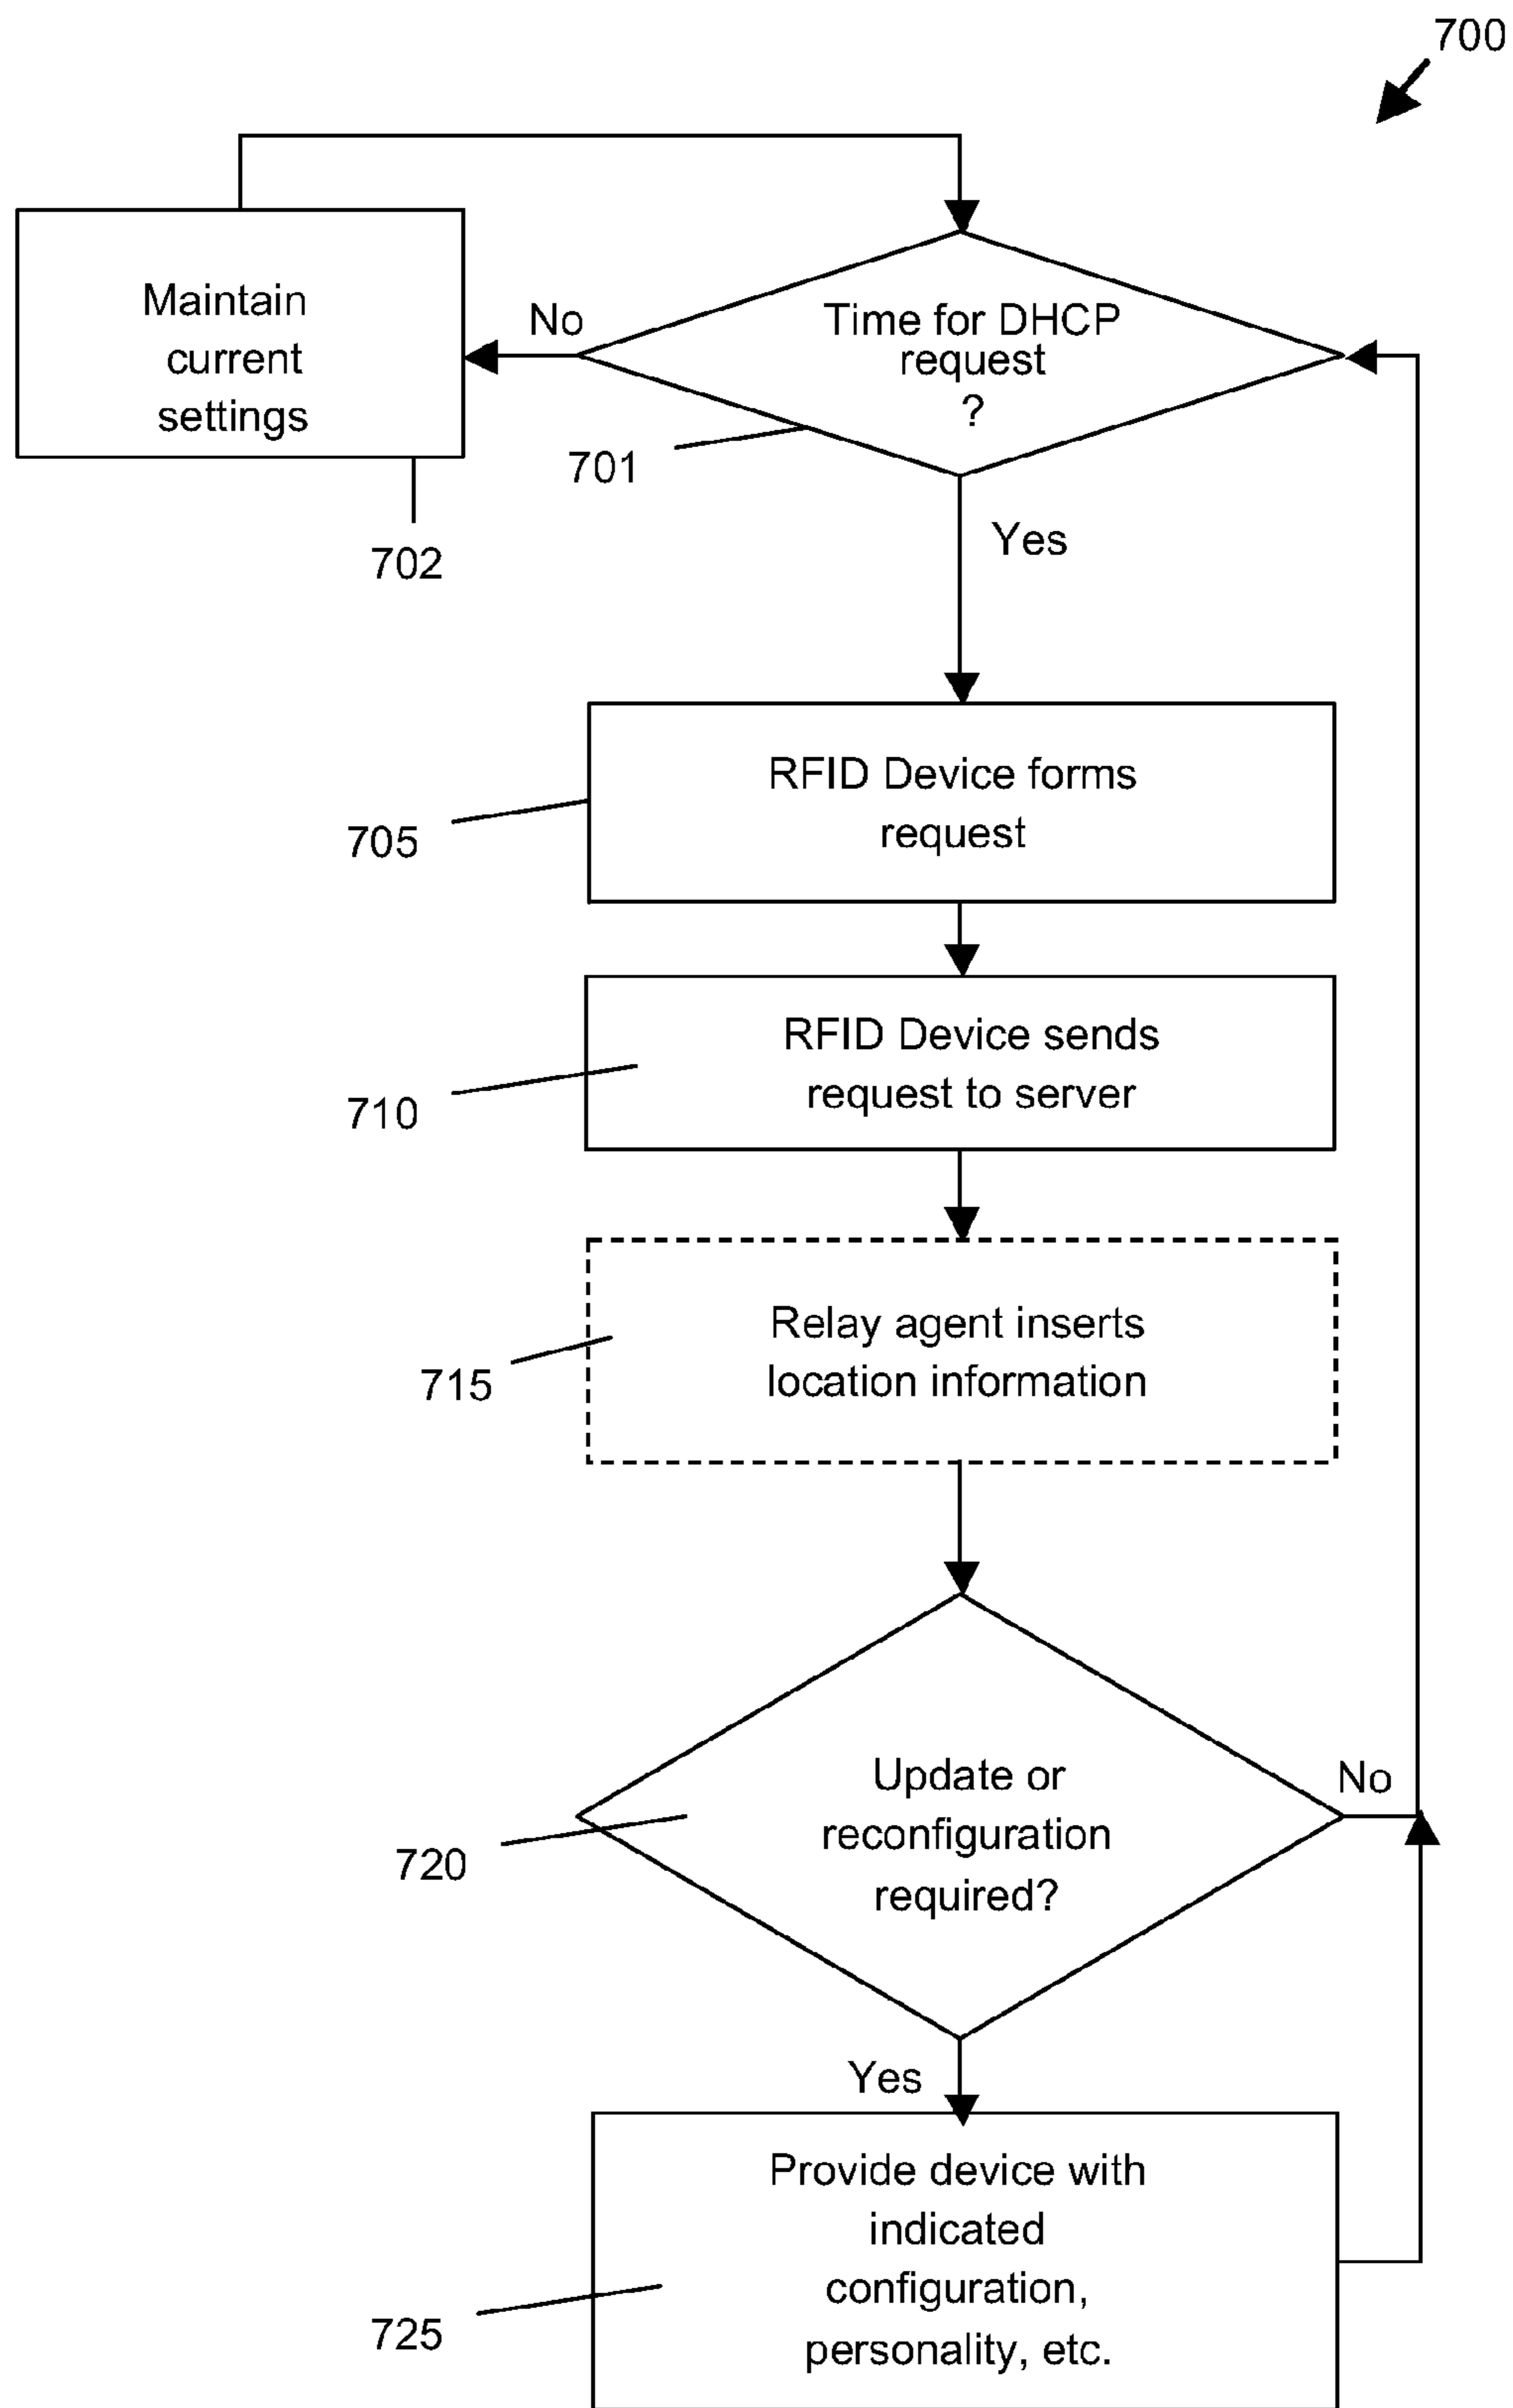 700
Maintain
current
settings
702
No
Time for DHCP
request
?
701
Yes
RFID Device forms
request
705
RFID Device sends
request to server
710
Relay agent inserts
location information
715
Update or
reconfiguration
required?
No
720
Yes
Provide device with
indicated
configuration,
personality, etc.
725